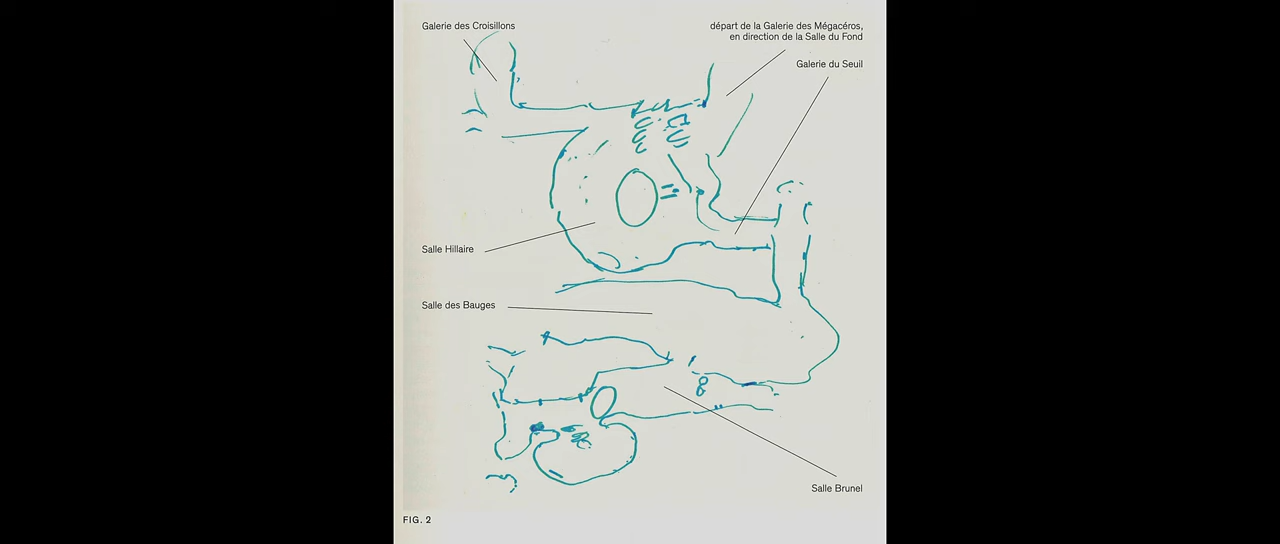 Galerie des Croisillons
départ de la Galerie des Mégacéros,
en direction de la Salle du Fond
Galerie du Seuil
Salle Hillaire
Salle des Bauges
Salle Brunel
FIG. 2